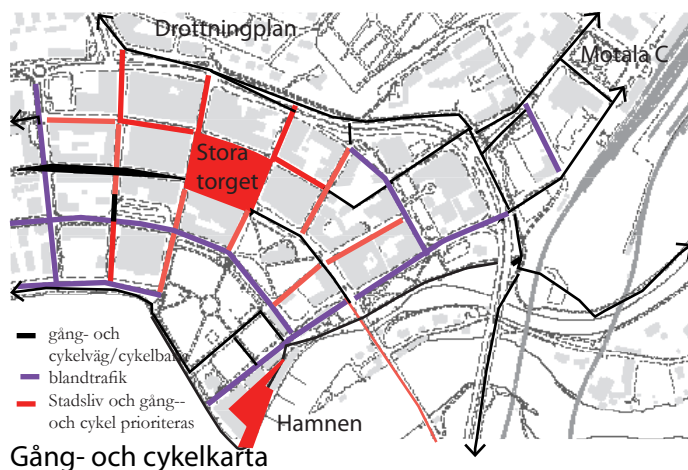 Drottningplan
Motala C
Stora
torget
gång- och
cykelväg/cykelbana
blandtrafik
Stadsliv och gång--
och cykel prioriteras
Hamnen
Gång- och cykelkarta